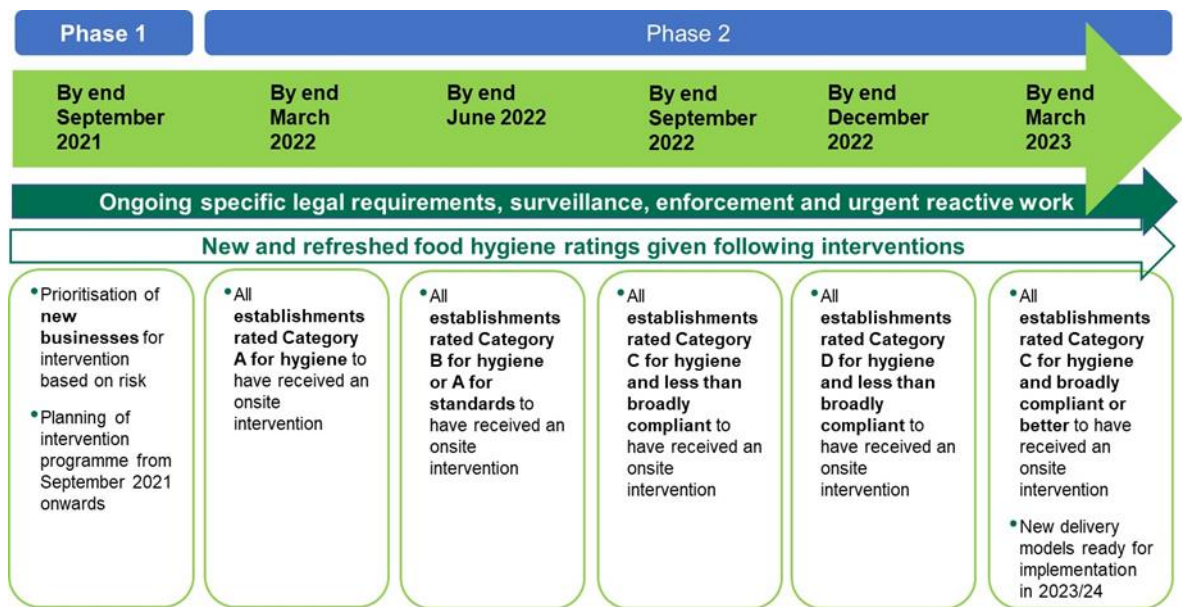 Phase 1
Phase 2
By end
September
2021
By end
March
2022
By end
June 2022
By end
September
2022
By end
December
2022
By end
March
2023
Ongoing specific legal requirements, surveillance, enforcement and urgent reactive work
New and refreshed food hygiene ratings given following interventions
•Prioritisation of
new
businesses for
intervention
based on risk
•Planning of
intervention
programme from
September 2021
onwards
•All
establishments
rated Category
A for hygiene to
have received an
onsite
intervention
•All
establishments
rated Category
B for hygiene
or A for
standards to
have received an
onsite
intervention
•All
establishments
rated Category
C for hygiene
and less than
broadly
compliant to
have received an
onsite
intervention
•All
establishments
rated Category
D for hygiene
and less than
broadly
compliant to
have received an
onsite
intervention
•All
establishments
rated Category
C for hygiene
and broadly
compliant or
better to have
received an
onsite
intervention
•New delivery
models ready for
implementation
in 2023/24